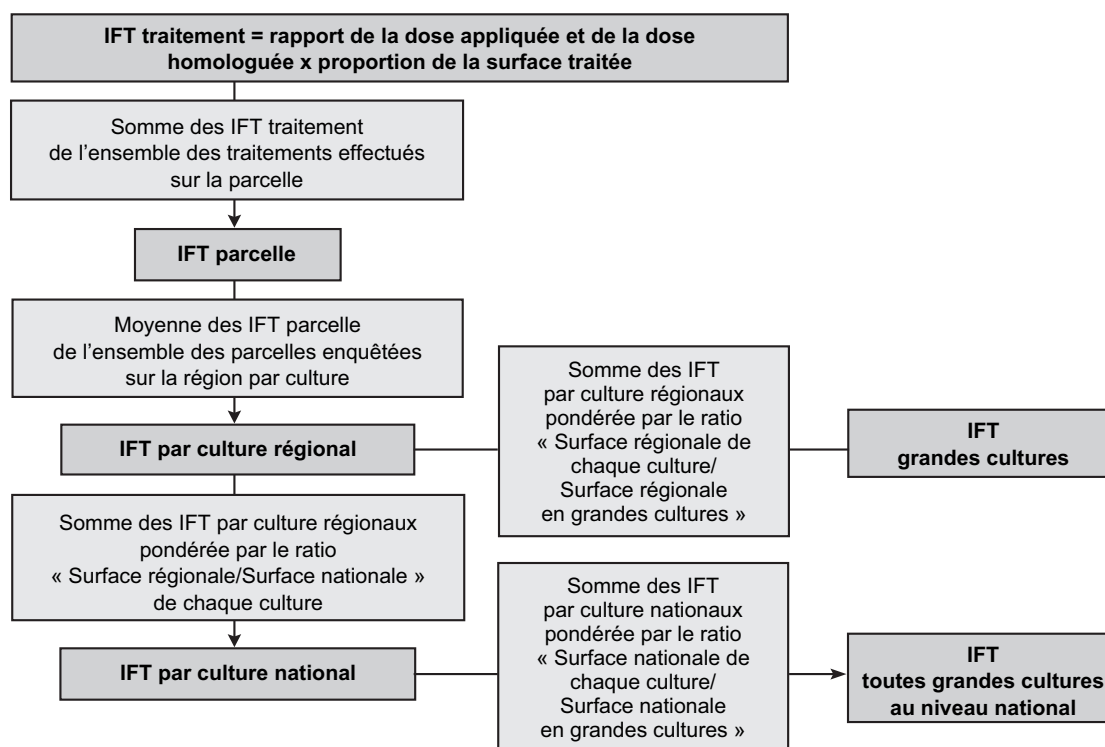 IFT traitement = rapport de la dose appliquée et de la dose
homologuée x proportion de la surface traitée
Somme des IFT traitement
de l'ensemble des traitements effectués
sur la parcelle
IFT parcelle
Moyenne des IFT parcelle
de l'ensemble des parcelles enquêtées
sur la région par culture
IFT par culture régional
Somme des IFT
par culture régionaux
pondérée par le ratio
« Surface régionale de
chaque culture/
Surface régionale
en grandes cultures »
IFT
grandes cultures
Somme des IFT par culture régionaux
pondérée par le ratio
« Surface régionale/Surface nationale »
de chaque culture
IFT par culture national
Somme des IFT
par culture nationaux
pondérée par le ratio
« Surface nationale de
chaque culture/
Surface nationale
en grandes cultures »
IFT
toutes grandes cultures
au niveau national